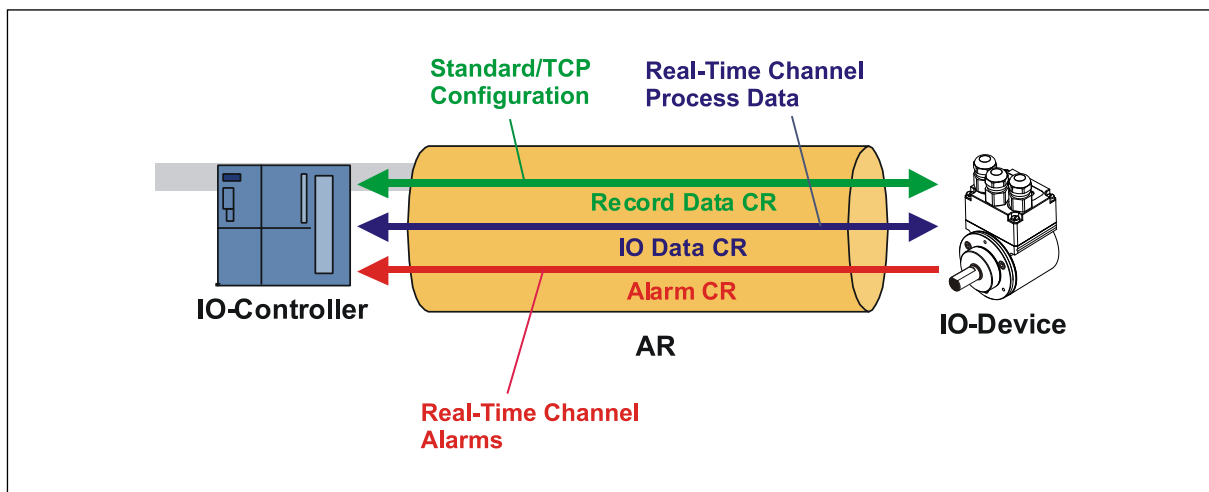 Standard/TCP
Configuration
Real-Time Channel
Process Data
Record Data CR
IO Data CR
Alarm CR
IO-Controller
IO-Device
AR
Real-Time Channel
Alarms